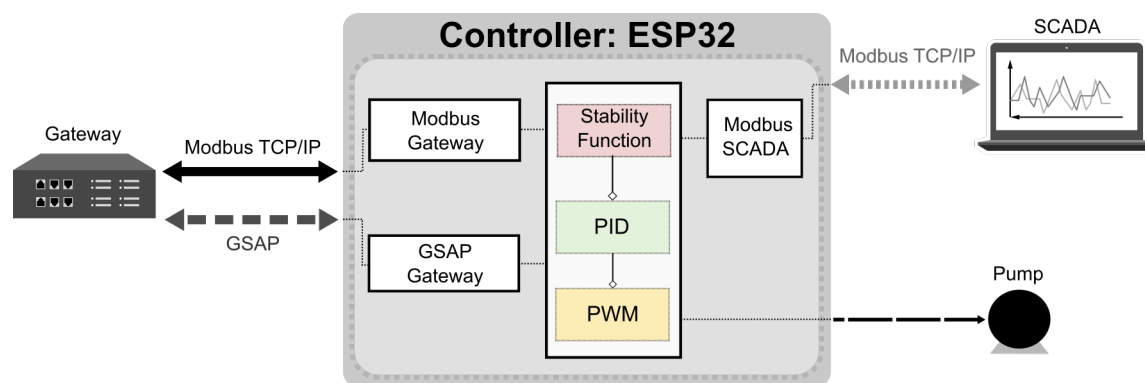 Controller: ESP32
SCADA
Modbus TCP/IP
Gateway
Modbus TCP/IP
GSAP
Modbus
Gateway
GSAP
Gateway
Stability
Function
PID
PWM
Modbus
SCADA
Pump